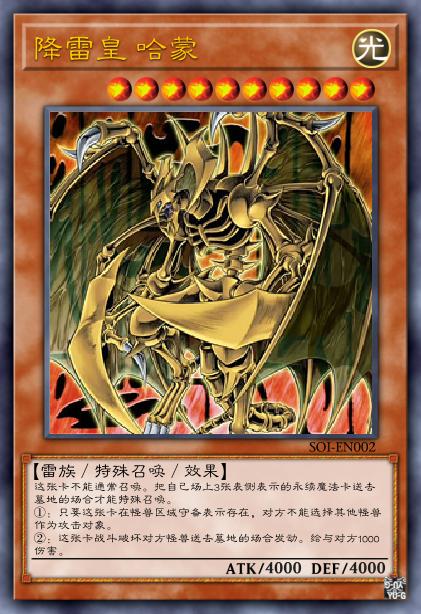 降雷皇 哈蒙
光
SOI-EN002
【雷族／特殊召唤／效果】
这张卡不能通常召唤。把自己场上3张表侧表示的永续魔法卡送去
墓地的场合才能特殊召唤。
①：只要这张卡在怪兽区域守备表示存在，对方不能选择其他怪兽
作为攻击对象。
②：这张卡战斗破坏对方怪兽送去墓地的场合发动。给与对方1000
伤害。
ATK/4000 DEF/4000